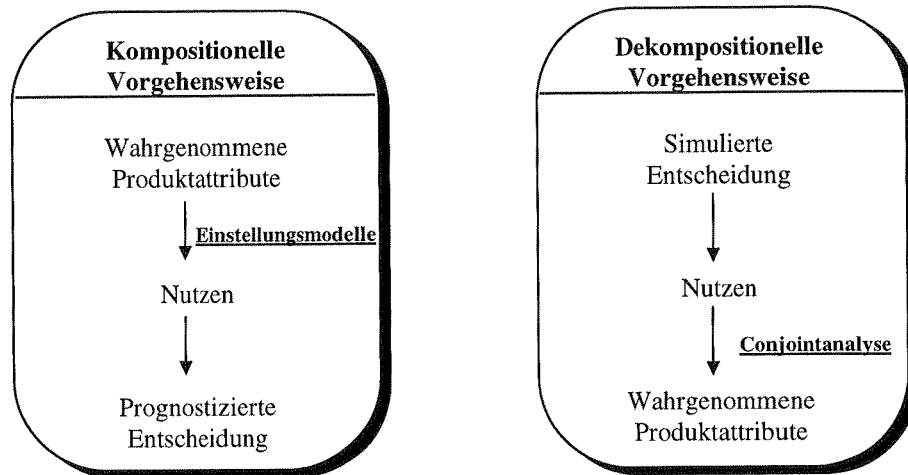 Kompositionelle
Vorgehensweise
Wahrgenommene
Produktattribute
Einstellungsmodelle
Nutzen
Prognostizierte
Entscheidung
Dekompositionelle
Vorgehensweise
Simulierte
Entscheidung
Nutzen
Conjointanalyse
Wahrgenommene
Produktattribute